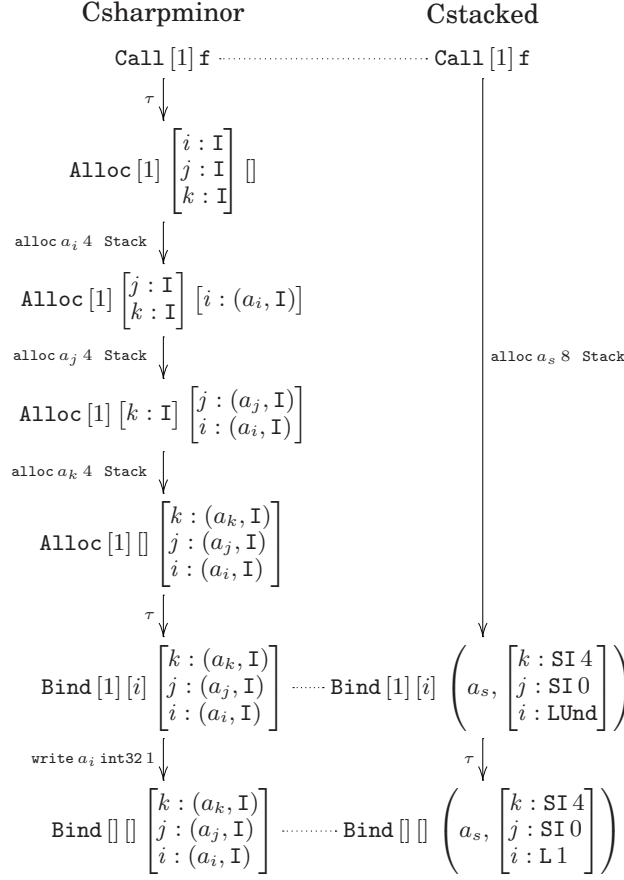 Csharpminor Cstacked
Call [1] f Call [1] f
τ
i : I
Alloc [1] j : I []
k : I
alloc a_i 4 Stack
Alloc [1] [j : I [i : (a_i, I)]
k : I]
alloc a_j 4 Stack alloc a_s 8 Stack
Alloc [1] [k : I] [j : (a_j, I)
i : (a_i, I)]
alloc a_k 4 Stack
k : (a_k, I)
Alloc [1] [] j : (a_j, I)
i : (a_i, I)
τ
k : (a_k, I) k : SI 4
Bind [1] [i] j : (a_j, I) Bind [1] [i] (a_s, j : SI 0)
i : (a_i, I) i : LUnd
write a_i int32 1 τ
k : (a_k, I) k : SI 4
Bind [] [] j : (a_j, I) Bind [] [] (a_s, j : SI 0)
i : (a_i, I) i : L 1